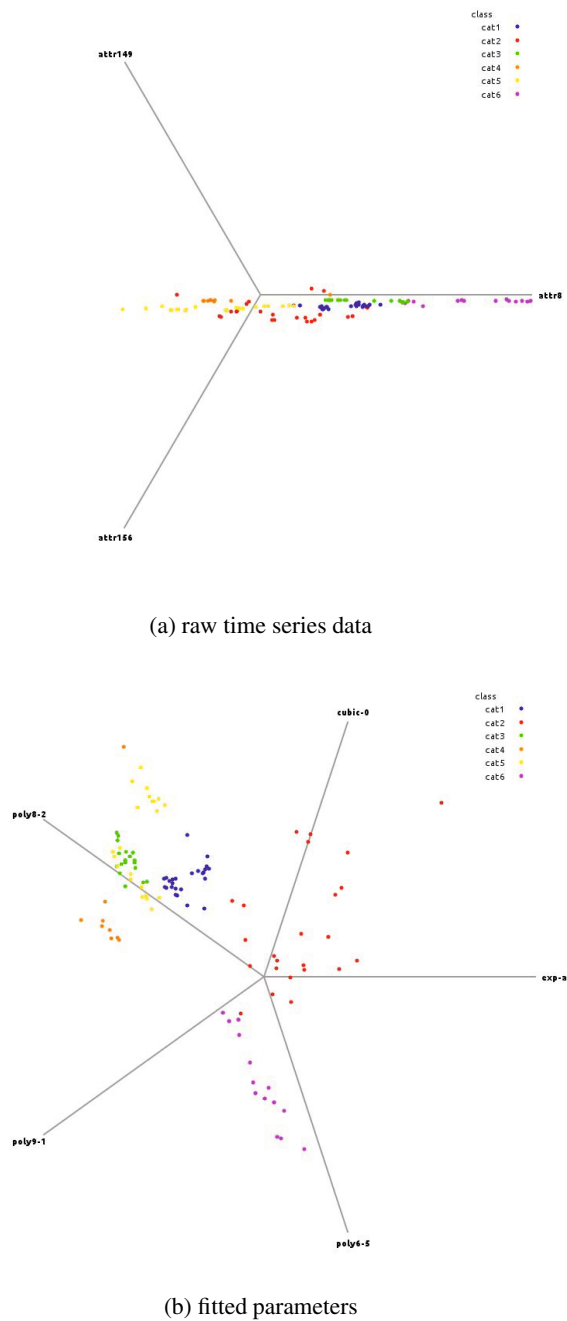 class
cat1
cat2
cat3
cat4
cat5
cat6
attr149
attr8
attr156
(a) raw time series data
class
cat1
cat2
cat3
cat4
cat5
cat6
cubic-0
poly8-2
exp-a
poly9-1
poly6-5
(b) fitted parameters